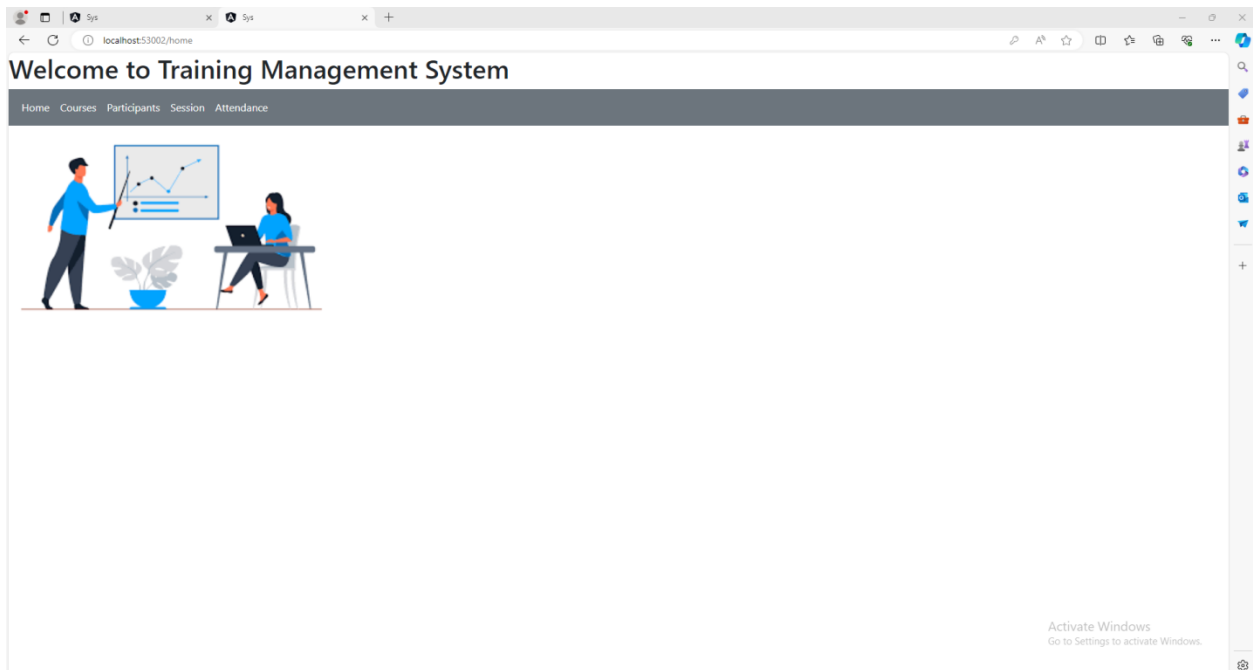 Sys
Sys
localhost:53002/home
Welcome to Training Management System
Home Courses Participants Session Attendance
Activate Windows
Go to Settings to activate Windows.